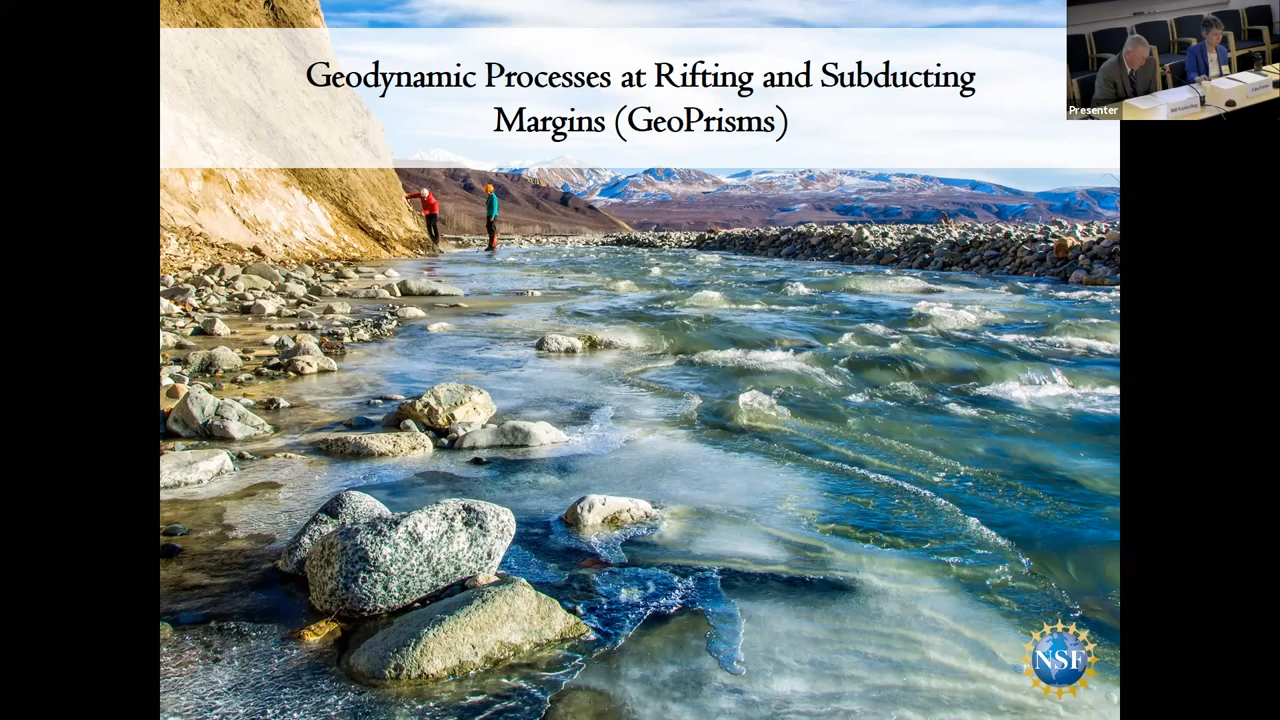 Geodynamic Processes at Rifting and Subducting
Margins (GeoPrisms)
Presenter
NSF